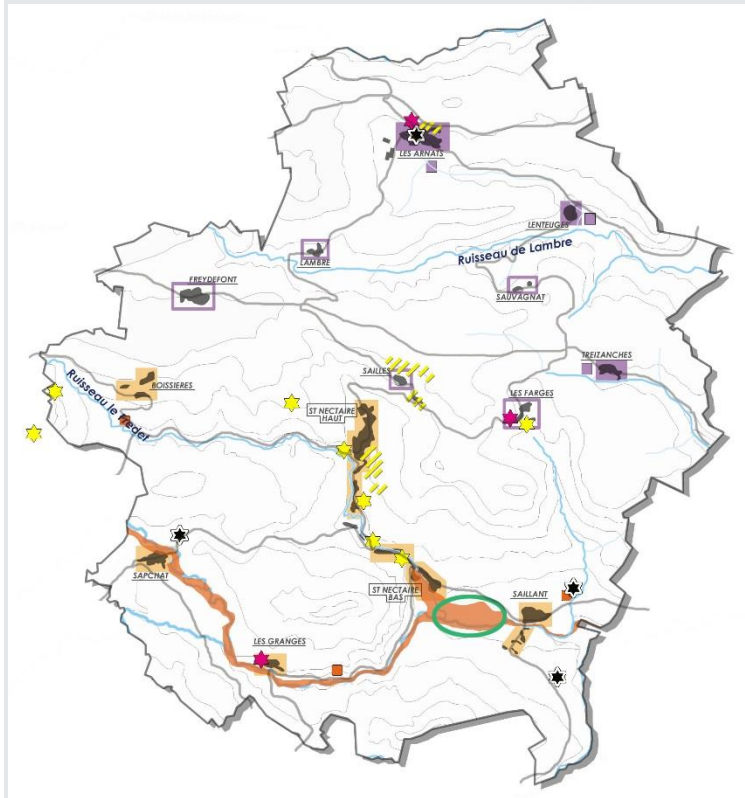 LES ARNATS
LENTEUGES
Ruisseau de Lambre
LAMBRE
FREYDEFONT
SAUVAGNAT
SAILLES
TREIZANCHES
BOISSIERES
LES FARGES
Ruisseau le Fredet
ST NECTAIRE
HAUT
SAPCHAT
ST NECTAIRE
BAS
SAILLANT
LES GRANGES